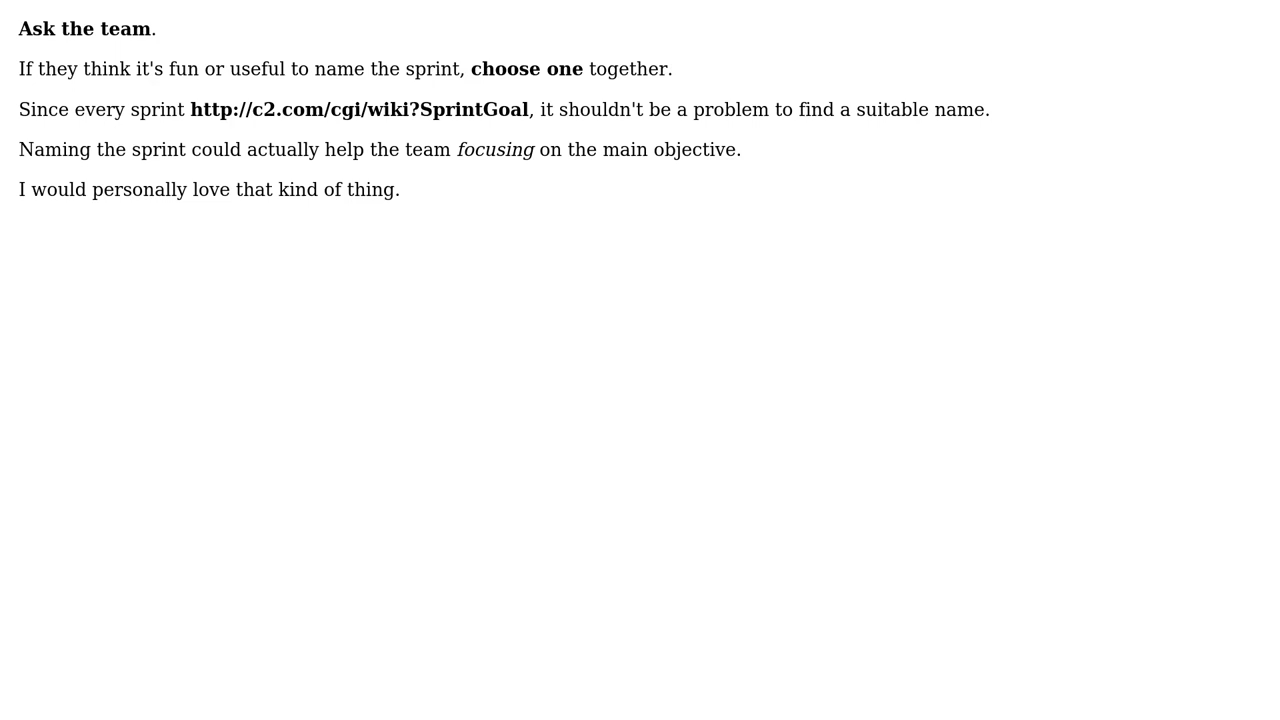 Ask the team.
If they think it's fun or useful to name the sprint, choose one together.
Since every sprint http://c2.com/cgi/wiki?SprintGoal, it shouldn't be a problem to find a suitable name.
Naming the sprint could actually help the team focusing on the main objective.
I would personally love that kind of thing.